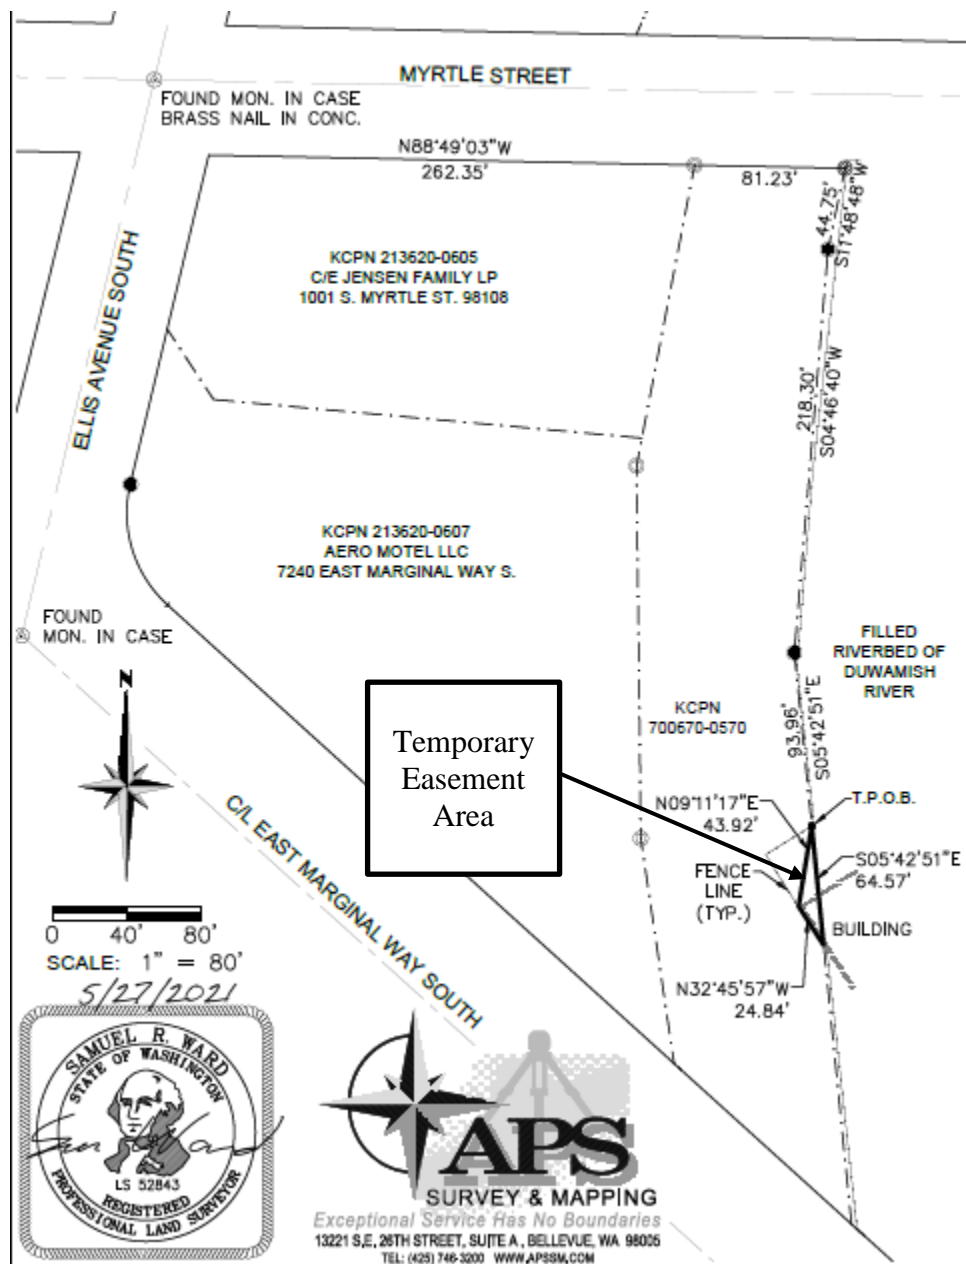 MYRTLE STREET
FOUND MON. IN CASE
BRASS NAIL IN CONC.
N88°49'03"W
262.35'
81.23'
44.75'
S11°48'48"W
ELLIS AVENUE SOUTH
KCPN 213620-0605
C/E JENSEN FAMILY LP
1001 S. MYRTLE ST. 98108
218.30'
S04°46'40"W
KCPN 213620-0607
AERO MOTEL LLC
7240 EAST MARGINAL WAY S.
FOUND
MON. IN CASE
FILLED
RIVERBED OF
DUWAMISH
RIVER
N
KCPN
700670-0570
93.96'
S05°42'51"E
Temporary
Easement
Area
T.P.O.B.
N09°11'17"E
43.92'
C/L EAST MARGINAL WAY SOUTH
FENCE
LINE
(TYP.)
S05°42'51"E
64.57'
BUILDING
0 40' 80'
SCALE: 1" = 80'
N32°45'57"W
24.84'
5/27/2021
SAMUEL R. WARD
STATE OF WASHINGTON
LS 52843
REGISTERED
PROFESSIONAL LAND SURVEYOR
APS
SURVEY & MAPPING
Exceptional Service Has No Boundaries
13221 S.E. 26TH STREET, SUITE A, BELLEVUE, WA 98005
TEL: (425) 746-3200 WWW.APSSM.COM